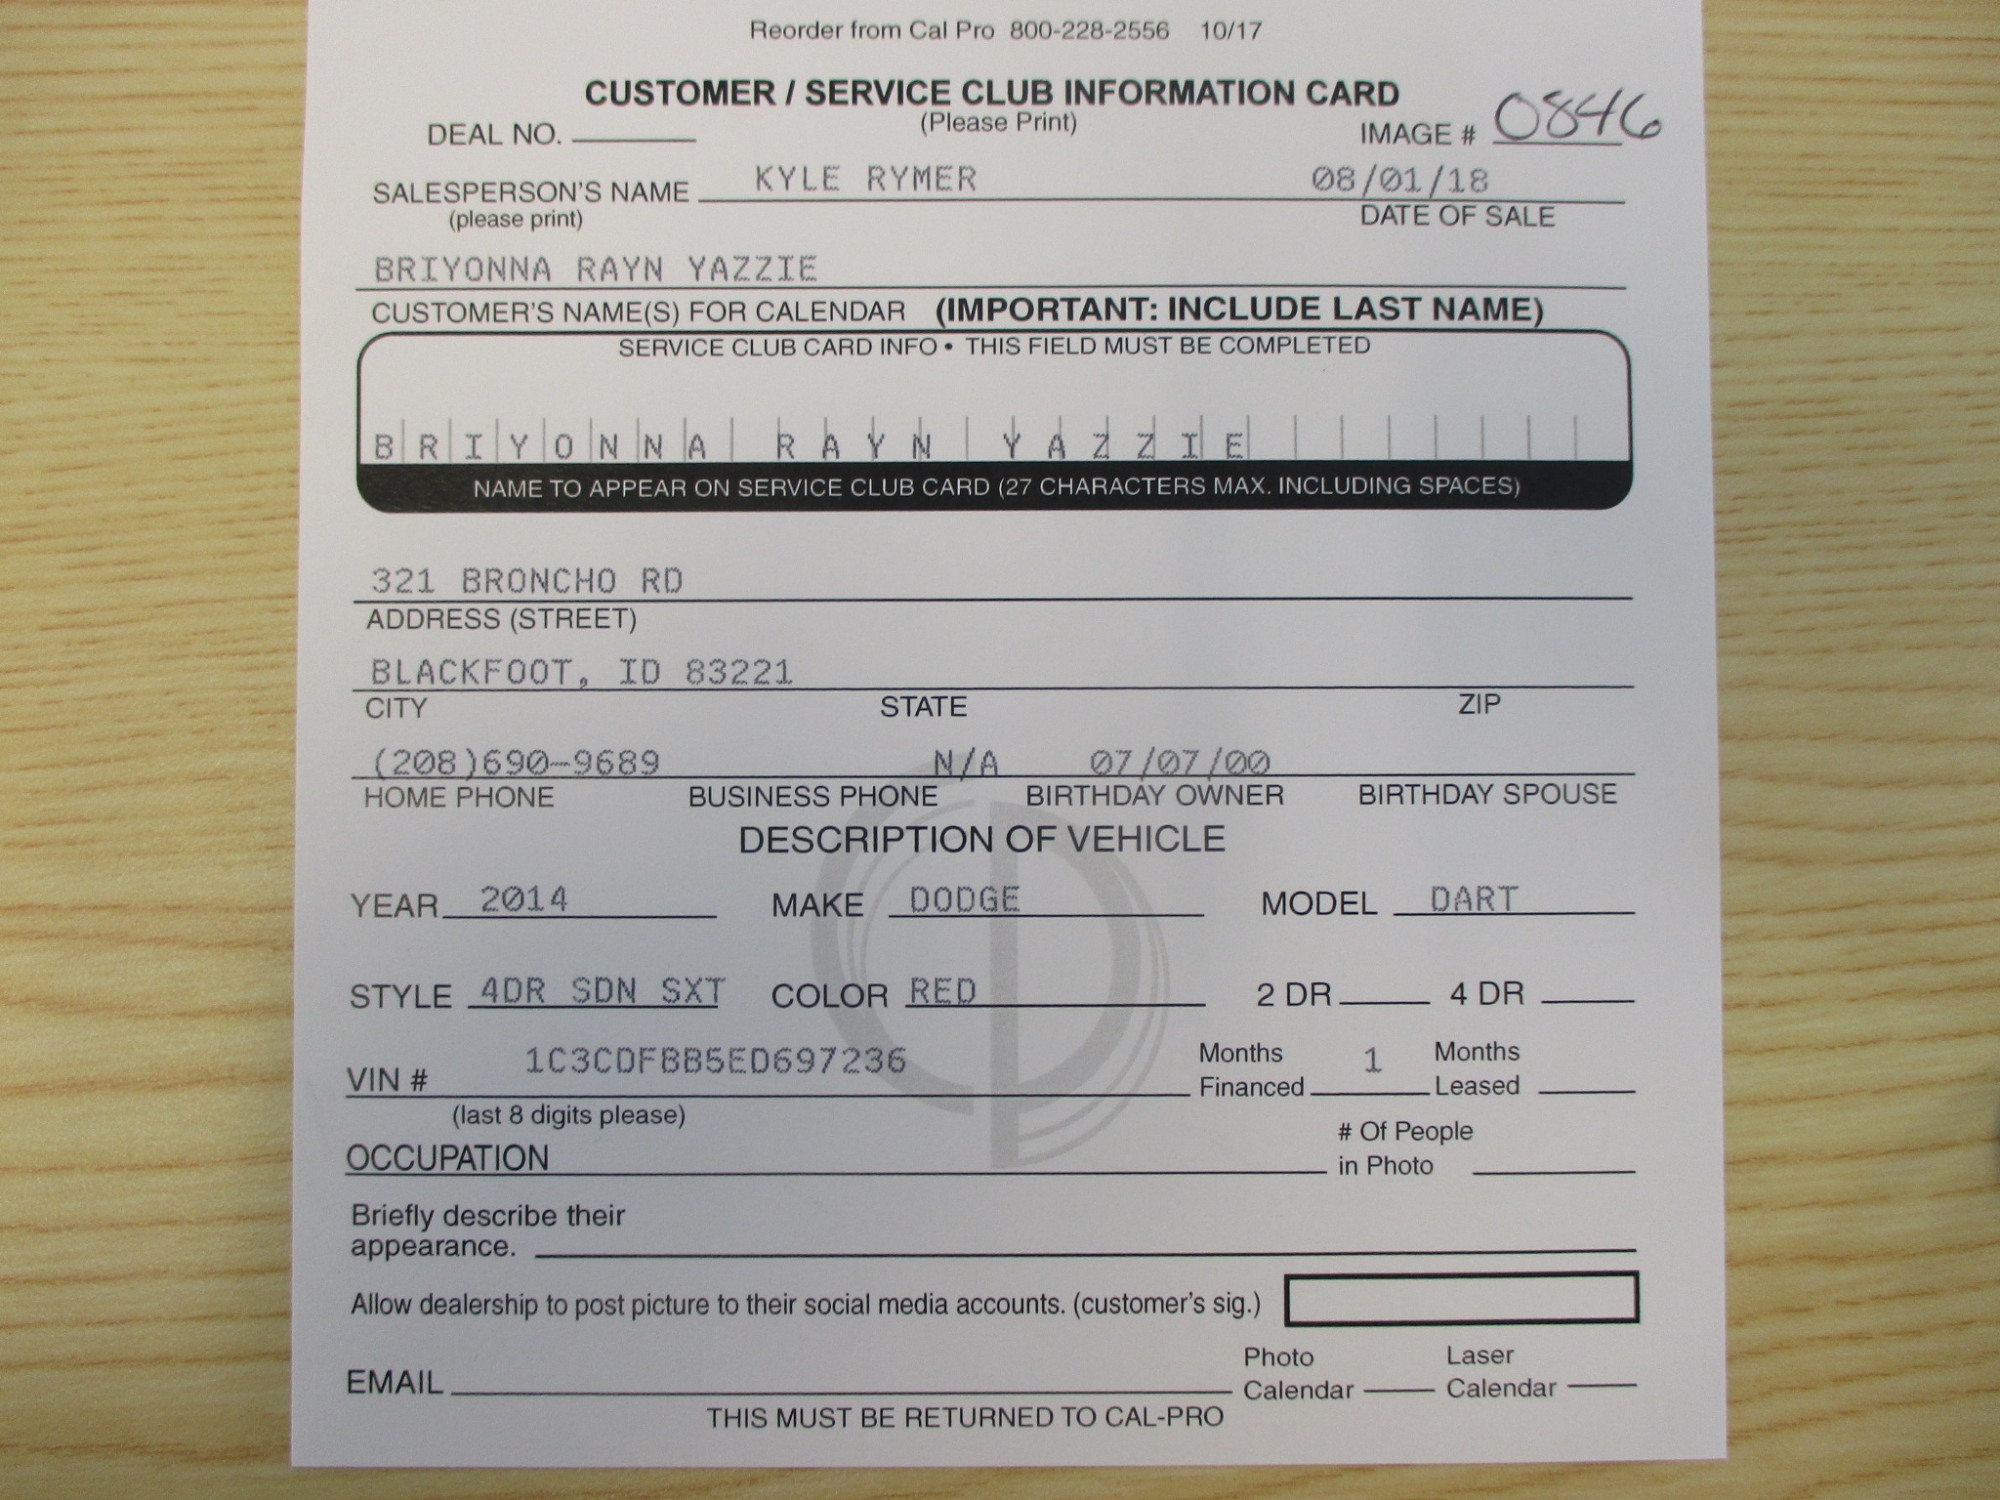 Reorder from Cal Pro 800-228-2556 10/17
CUSTOMER / SERVICE CLUB INFORMATION CARD
(Please Print)
DEAL NO. IMAGE # 0846
SALESPERSON'S NAME KYLE RYMER 08/01/18
(please print) DATE OF SALE
BRIYONNA RAYN YAZZIE
CUSTOMER'S NAME(S) FOR CALENDAR (IMPORTANT: INCLUDE LAST NAME)
SERVICE CLUB CARD INFO • THIS FIELD MUST BE COMPLETED
BRIYONNA RAYN YAZZIE
NAME TO APPEAR ON SERVICE CLUB CARD (27 CHARACTERS MAX. INCLUDING SPACES)
321 BRONCHO RD
ADDRESS (STREET)
BLACKFOOT, ID 83221
CITY STATE ZIP
(208)690-9689 N/A 07/07/00
HOME PHONE BUSINESS PHONE BIRTHDAY OWNER BIRTHDAY SPOUSE
DESCRIPTION OF VEHICLE
YEAR 2014 MAKE DODGE MODEL DART
STYLE 4DR SDN SXT COLOR RED 2 DR 4 DR
VIN # 1C3CDFBB5ED697236 Months Financed 1 Months Leased
(last 8 digits please)
OCCUPATION # Of People in Photo
Briefly describe their
appearance.
Allow dealership to post picture to their social media accounts. (customer's sig.)
EMAIL Photo Calendar Laser Calendar
THIS MUST BE RETURNED TO CAL-PRO